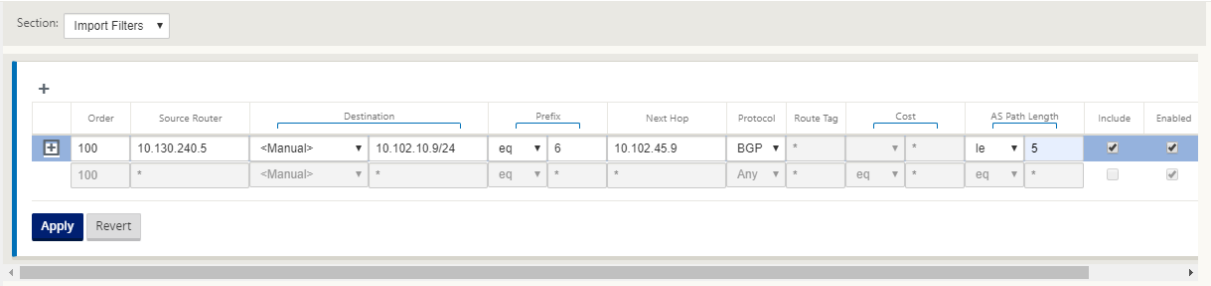 Section: Import Filters ▼
+
Order Source Router Destination Prefix Next Hop Protocol Route Tag Cost AS Path Length Include Enabled
100 10.130.240.5 <Manual> 10.102.10.9/24 eq 6 10.102.45.9 BGP * * le 5
100 * <Manual> * eq * * Any * eq * eq *
Apply Revert